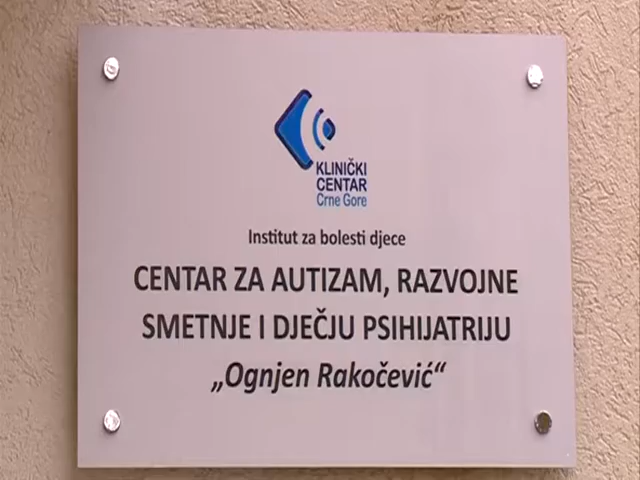 KLINIČKI
CENTAR
Crne Gore
Institut za bolesti djece
CENTAR ZA AUTIZAM, RAZVOJNE
SMETNJE I DJEČJU PSIHIJATRIJU
„Ognjen Rakočević“